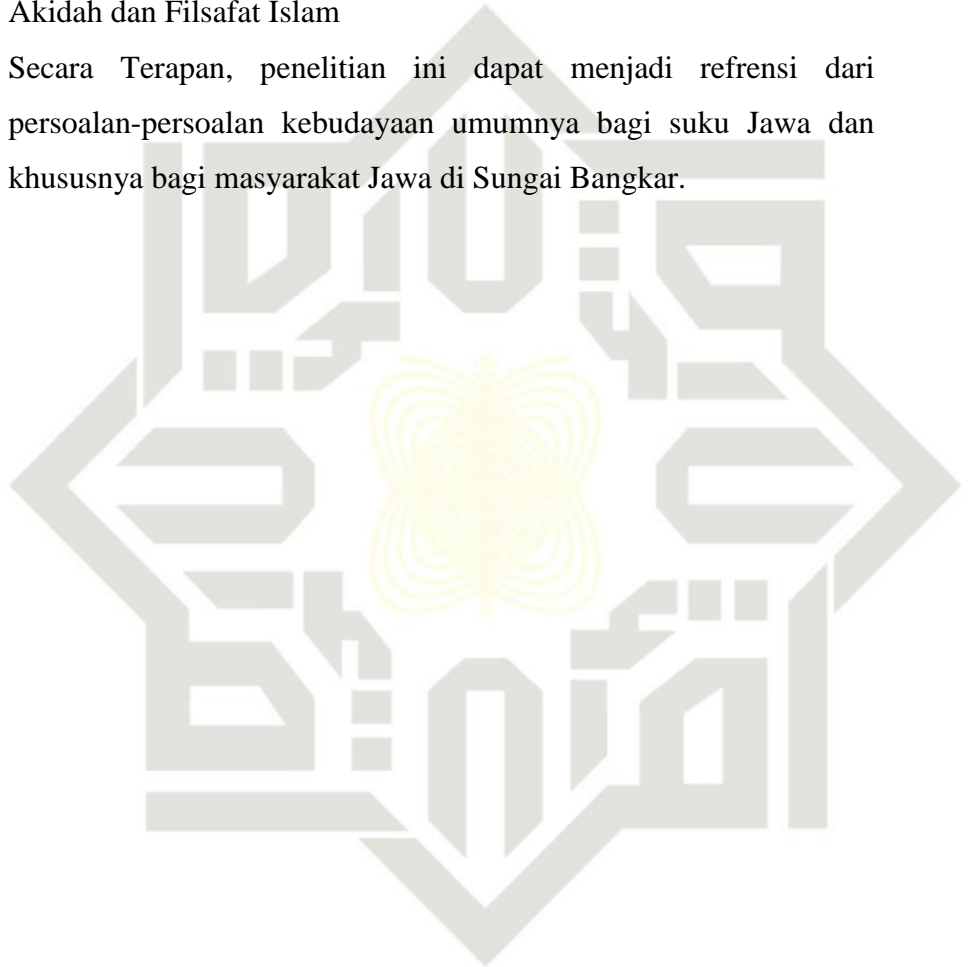 Akidah dan Filsafat Islam
Secara Terapan, penelitian ini dapat menjadi refrensi dari
persoalan-persoalan kebudayaan umumnya bagi suku Jawa dan
khususnya bagi masyarakat Jawa di Sungai Bangkar.